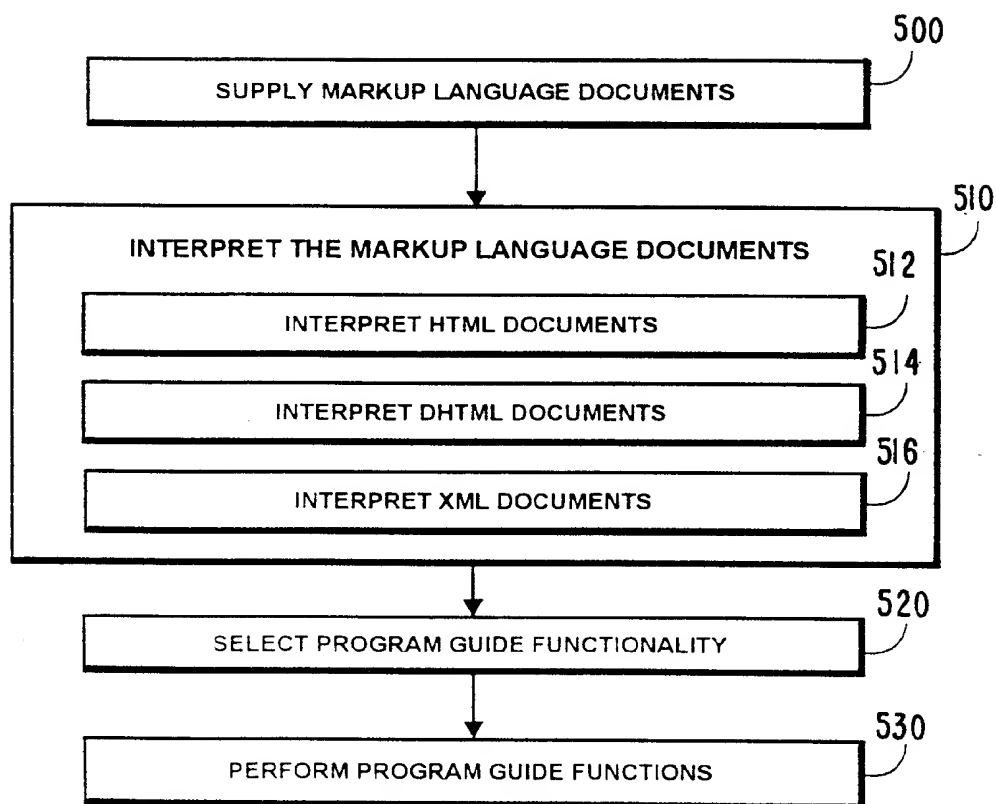 500
SUPPLY MARKUP LANGUAGE DOCUMENTS
510
INTERPRET THE MARKUP LANGUAGE DOCUMENTS
512
INTERPRET HTML DOCUMENTS
514
INTERPRET DHTML DOCUMENTS
516
INTERPRET XML DOCUMENTS
520
SELECT PROGRAM GUIDE FUNCTIONALITY
530
PERFORM PROGRAM GUIDE FUNCTIONS